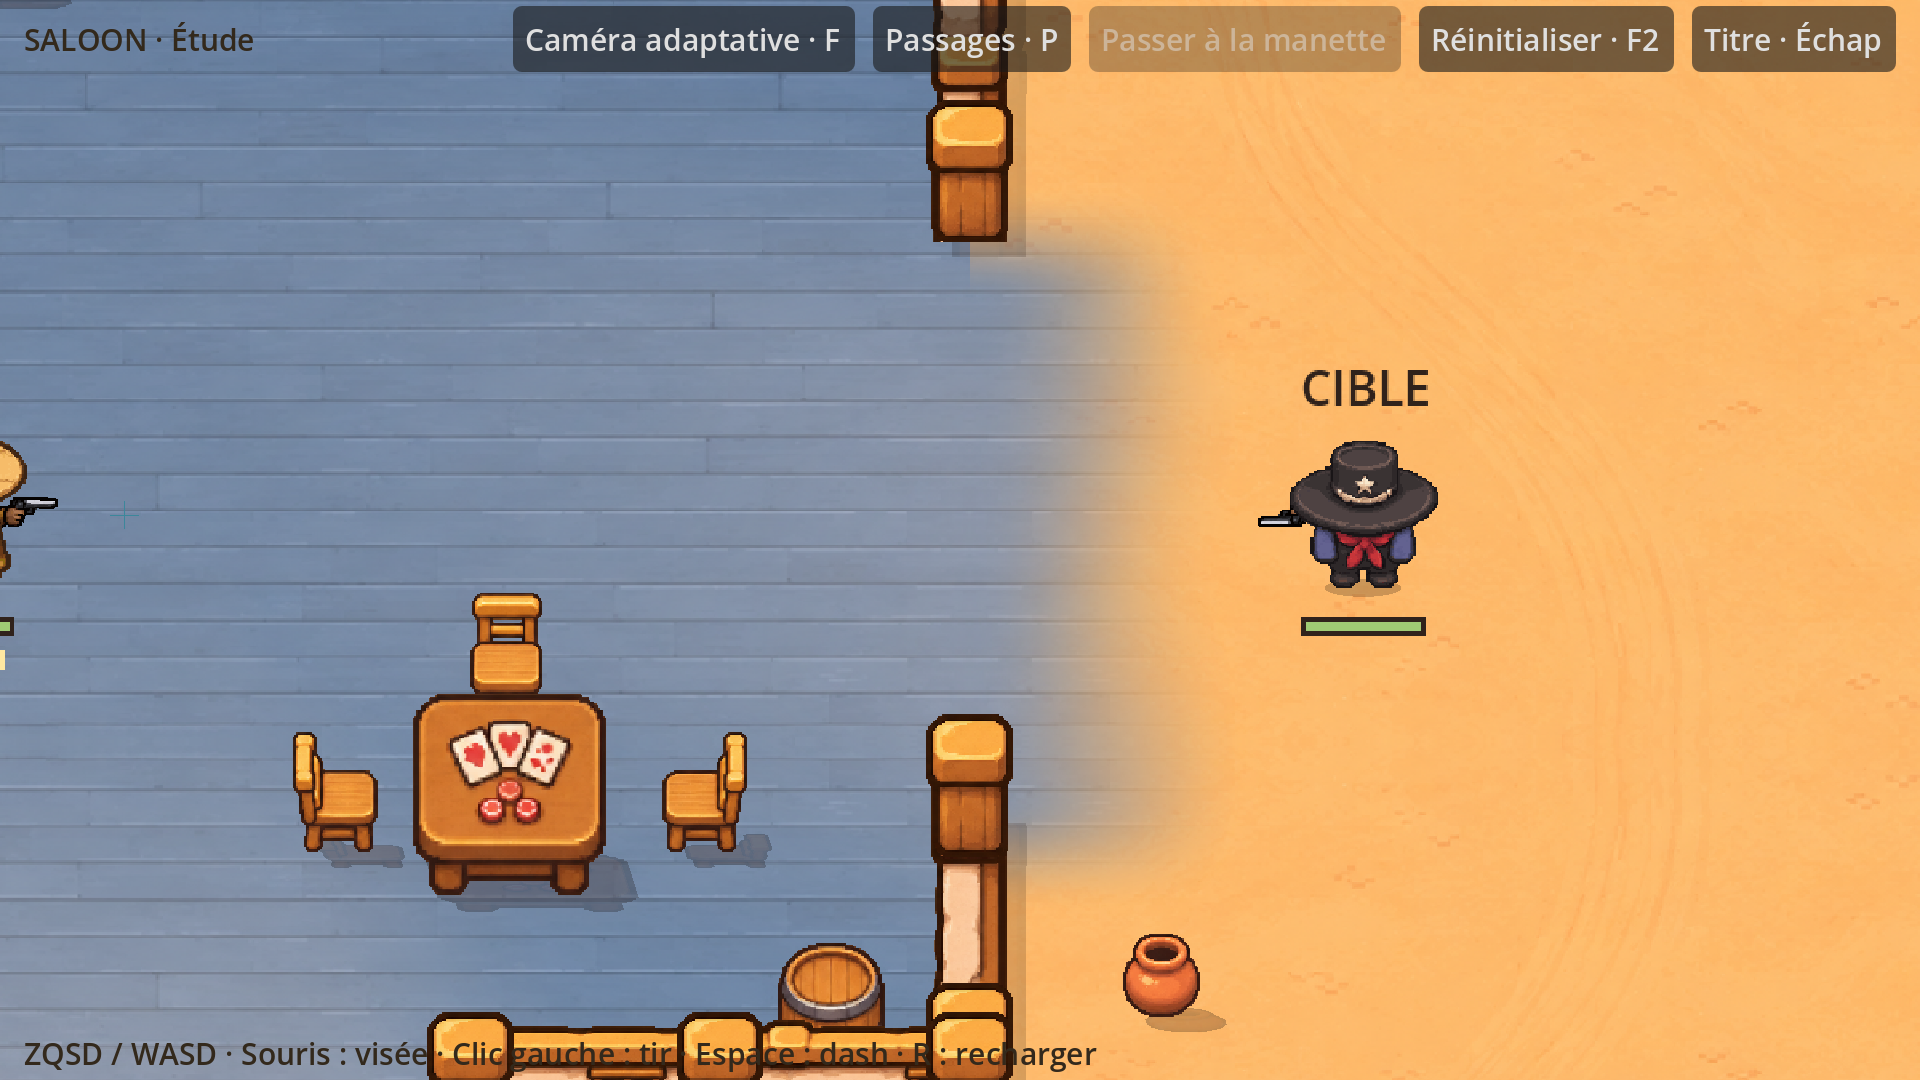 SALOON · Étude
Caméra adaptative · F
Passages · P
Passer à la manette
Réinitialiser · F2
Titre · Échap
CIBLE
ZQSD / WASD · Souris : visée · Clic gauche : tir · Espace : dash · R : recharger